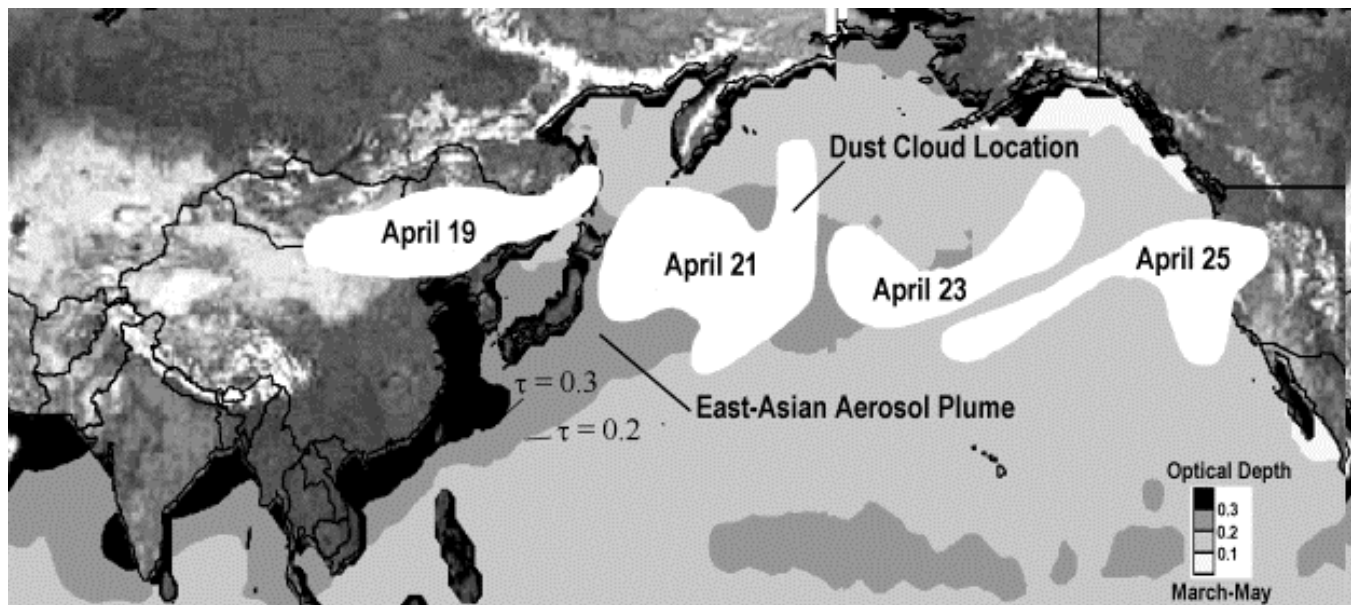 Dust Cloud Location
April 19
April 21
April 23
April 25
τ = 0.3
East-Asian Aerosol Plume
τ = 0.2
Optical Depth
0.3
0.2
0.1
March-May